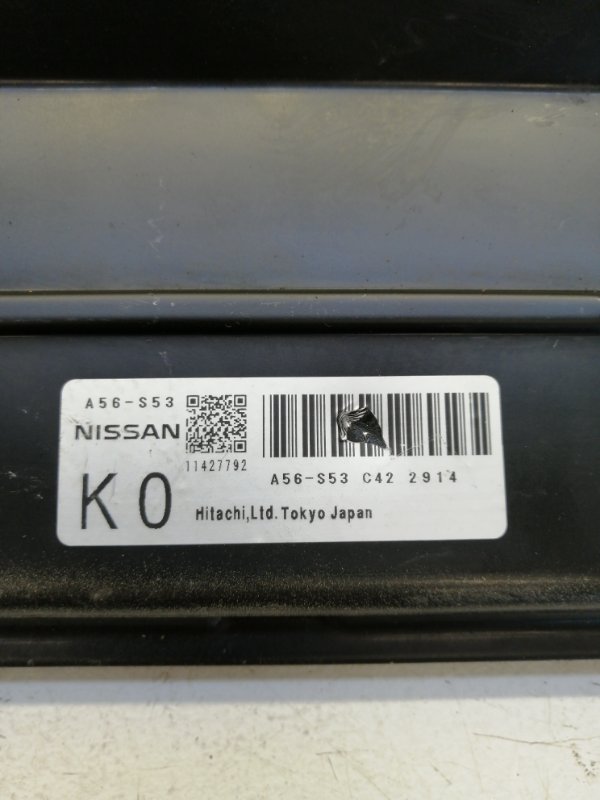 A56-S53
NISSAN
11427792
A56-S53 C42 2914
K0
Hitachi,Ltd. Tokyo Japan